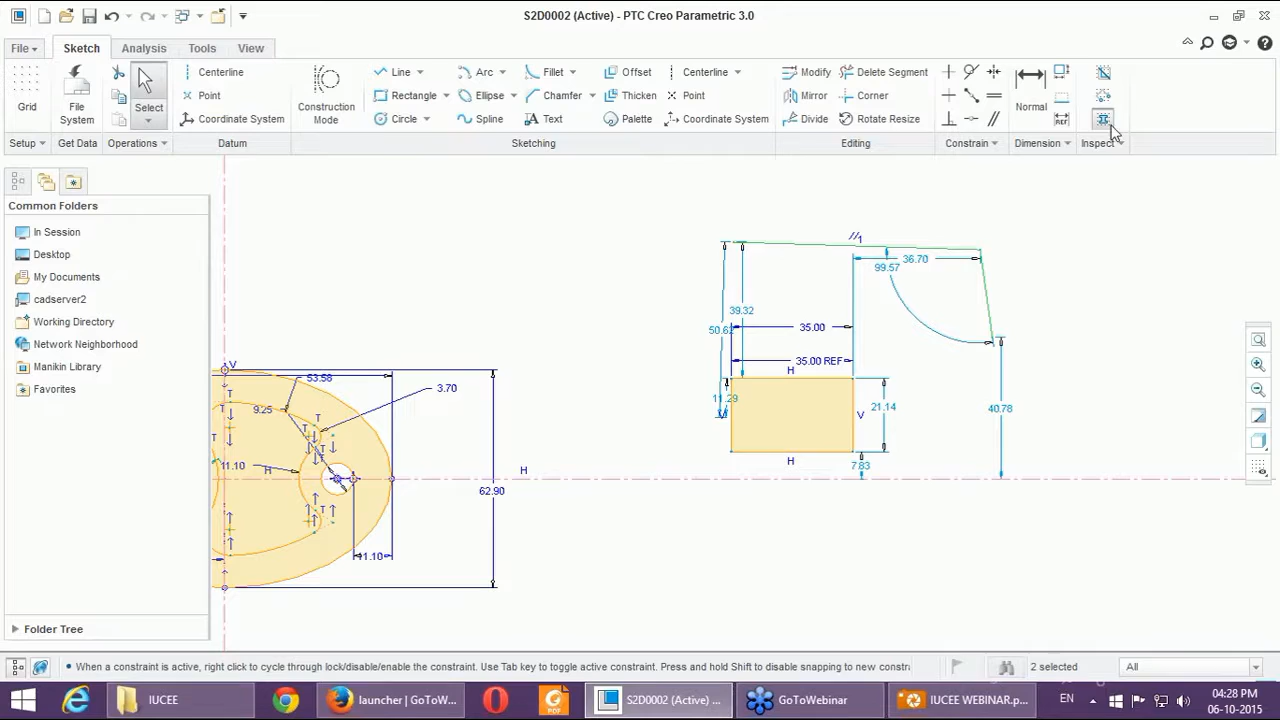 S2D0002 (Active) - PTC Creo Parametric 3.0
File Sketch Analysis Tools View
Grid
File System
Select
Centerline
Point
Coordinate System
Construction Mode
Line Arc Fillet Offset Centerline
Rectangle Ellipse Chamfer Thicken Point
Circle Spline Text Palette Coordinate System
Modify Delete Segment
Mirror Corner
Divide Rotate Resize
Normal
REF
Setup Get Data Operations Datum Sketching Editing Constrain Dimension Inspect
Common Folders
In Session
Desktop
My Documents
cadserver2
Working Directory
Network Neighborhood
Manikin Library
Favorites
Folder Tree
//1
36.70
99.57
39.32
50.62
35.00
35.00 REF
H
11.29
21.14
V
40.78
H
7.83
V
53.58
3.70
9.25
T
T
T
11.10
H
H
62.90
T
11.10
When a constraint is active, right click to cycle through lock/disable/enable the constraint. Use Tab key to toggle active constraint. Press and hold Shift to disable snapping to new constr
2 selected
All
IUCEE
launcher | GoToW...
PDF
S2D0002 (Active) ...
GoToWebinar
IUCEE WEBINAR.p...
EN
04:28 PM
06-10-2015